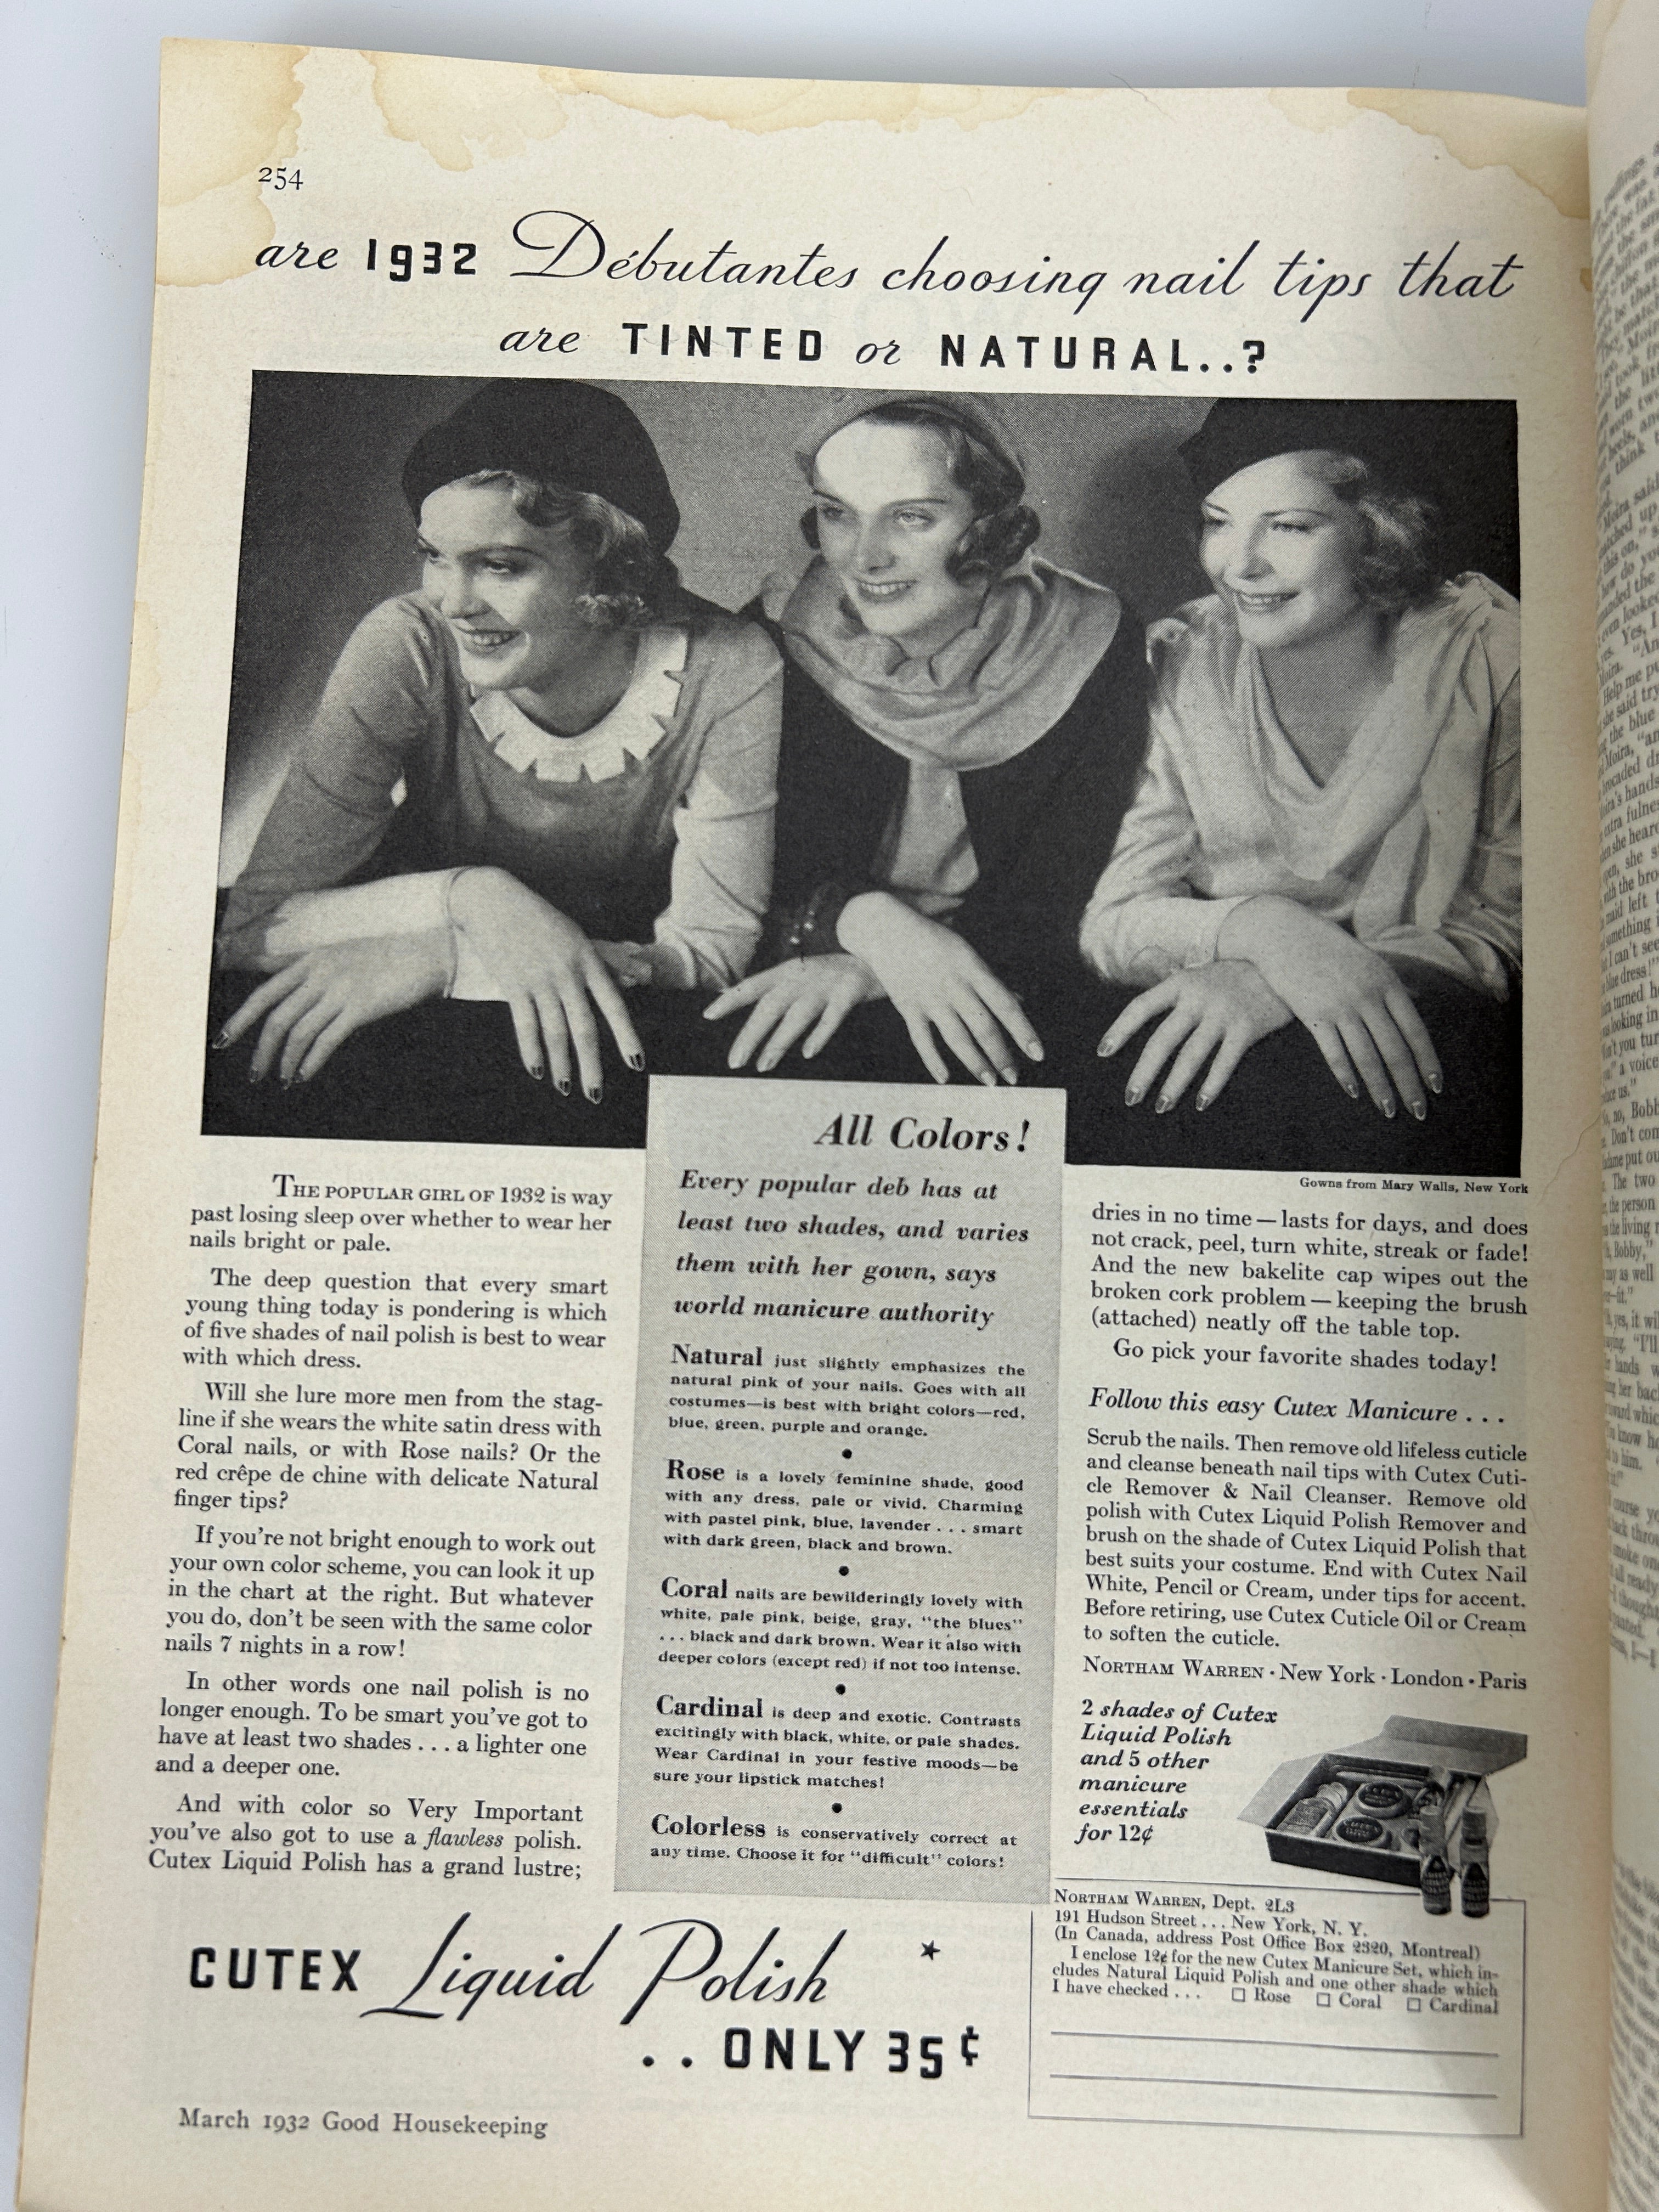 254
are 1932 Débutantes choosing nail tips that
are TINTED or NATURAL..?
Gowns from Mary Walls, New York
THE POPULAR GIRL OF 1932 is way
past losing sleep over whether to wear her
nails bright or pale.
The deep question that every smart
young thing today is pondering is which
of five shades of nail polish is best to wear
with which dress.
Will she lure more men from the stag-
line if she wears the white satin dress with
Coral nails, or with Rose nails? Or the
red crêpe de chine with delicate Natural
finger tips?
If you're not bright enough to work out
your own color scheme, you can look it up
in the chart at the right. But whatever
you do, don't be seen with the same color
nails 7 nights in a row!
In other words one nail polish is no
longer enough. To be smart you've got to
have at least two shades . . . a lighter one
and a deeper one.
And with color so Very Important
you've also got to use a flawless polish.
Cutex Liquid Polish has a grand lustre;
All Colors!
Every popular deb has at
least two shades, and varies
them with her gown, says
world manicure authority
Natural just slightly emphasizes the
natural pink of your nails. Goes with all
costumes—is best with bright colors—red,
blue, green, purple and orange.
●
Rose is a lovely feminine shade, good
with any dress, pale or vivid. Charming
with pastel pink, blue, lavender . . . smart
with dark green, black and brown.
●
Coral nails are bewilderingly lovely with
white, pale pink, beige, gray, "the blues"
. . . black and dark brown. Wear it also with
deeper colors (except red) if not too intense.
●
Cardinal is deep and exotic. Contrasts
excitingly with black, white, or pale shades.
Wear Cardinal in your festive moods—be
sure your lipstick matches!
●
Colorless is conservatively correct at
any time. Choose it for "difficult" colors!
dries in no time—lasts for days, and does
not crack, peel, turn white, streak or fade!
And the new bakelite cap wipes out the
broken cork problem—keeping the brush
(attached) neatly off the table top.
Go pick your favorite shades today!
Follow this easy Cutex Manicure . . .
Scrub the nails. Then remove old lifeless cuticle
and cleanse beneath nail tips with Cutex Cuti-
cle Remover & Nail Cleanser. Remove old
polish with Cutex Liquid Polish Remover and
brush on the shade of Cutex Liquid Polish that
best suits your costume. End with Cutex Nail
White, Pencil or Cream, under tips for accent.
Before retiring, use Cutex Cuticle Oil or Cream
to soften the cuticle.
NORTHAM WARREN · New York · London · Paris
2 shades of Cutex
Liquid Polish
and 5 other
manicure
essentials
for 12¢
NORTHAM WARREN, Dept. 2L3
191 Hudson Street . . . New York, N. Y.
(In Canada, address Post Office Box 2320, Montreal)
I enclose 12¢ for the new Cutex Manicure Set, which in-
cludes Natural Liquid Polish and one other shade which
I have checked . . . □ Rose □ Coral □ Cardinal
CUTEX Liquid Polish ★
. . ONLY 35¢
March 1932 Good Housekeeping